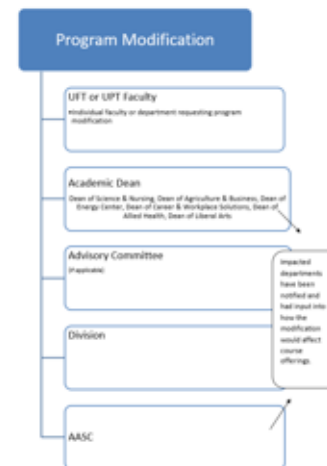 Program Modification
UFT or UPT Faculty
•Individual faculty or department requesting program
modification
Academic Dean
Dean of Science & Nursing, Dean of Agriculture & Business, Dean of
Energy Center, Dean of Career & Workplace Solutions, Dean of
Allied Health, Dean of Liberal Arts
Advisory Committee
(if applicable)
Impacted
departments
have been
notified and
had input into
how the
modification
would affect
course
offerings.
Division
AASC